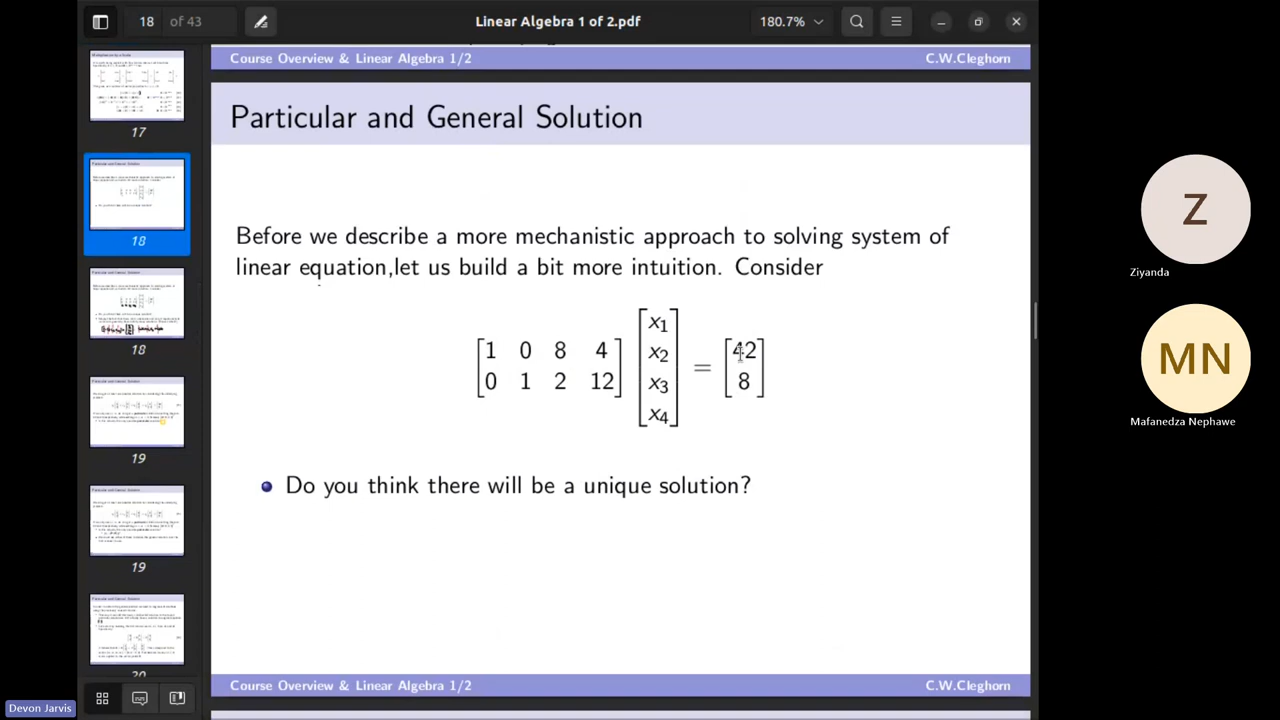 18 of 43
Linear Algebra 1 of 2.pdf
180.7%
Course Overview & Linear Algebra 1/2 C.W.Cleghorn
Particular and General Solution
Before we describe a more mechanistic approach to solving system of
linear equation,let us build a bit more intuition. Consider
[1 0 8 4; 0 1 2 12] [x1; x2; x3; x4] = [42; 8]
Do you think there will be a unique solution?
Course Overview & Linear Algebra 1/2 C.W.Cleghorn
17
18
18
19
19
20
Z
Ziyanda
MN
Mafanedza Nephawe
Devon Jarvis